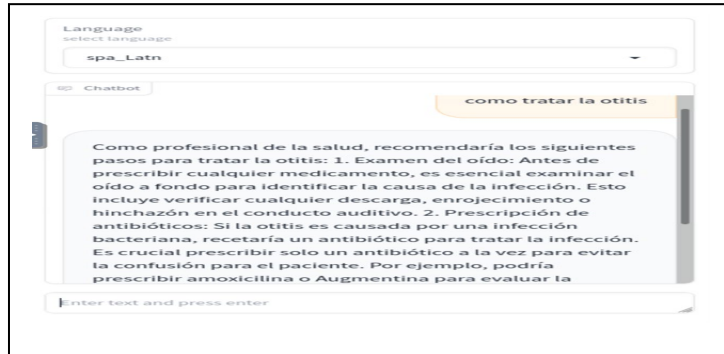 Language
select language
spa_Latn
Chatbot
como tratar la otitis
Como profesional de la salud, recomendaría los siguientes
pasos para tratar la otitis: 1. Examen del oído: Antes de
prescribir cualquier medicamento, es esencial examinar el
oído a fondo para identificar la causa de la infección. Esto
incluye verificar cualquier descarga, enrojecimiento o
hinchazón en el conducto auditivo. 2. Prescripción de
antibióticos: Si la otitis es causada por una infección
bacteriana, recetaría un antibiótico para tratar la infección.
Es crucial prescribir solo un antibiótico a la vez para evitar
la confusión para el paciente. Por ejemplo, podría
prescribir amoxicilina o Augmentina para evaluar la
Enter text and press enter